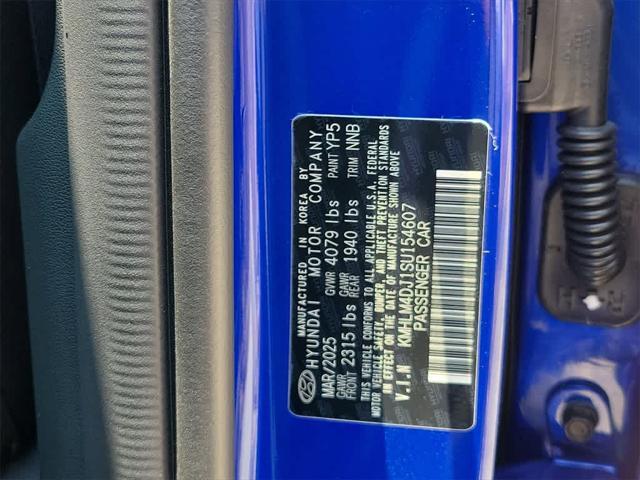 MANUFACTURED IN KOREA BY
HYUNDAI MOTOR COMPANY
MAR/2025 GVWR 4079 lbs PAINT YP5
GAWR FRONT 2315 lbs GAWR REAR 1940 lbs TRIM NNB
THIS VEHICLE CONFORMS TO ALL APPLICABLE U.S.A. FEDERAL
MOTOR VEHICLE SAFETY, BUMPER, AND THEFT PREVENTION STANDARDS
IN EFFECT ON THE DATE OF MANUFACTURE SHOWN ABOVE
V.I.N KMHLM4DJ1SU154607
PASSENGER CAR